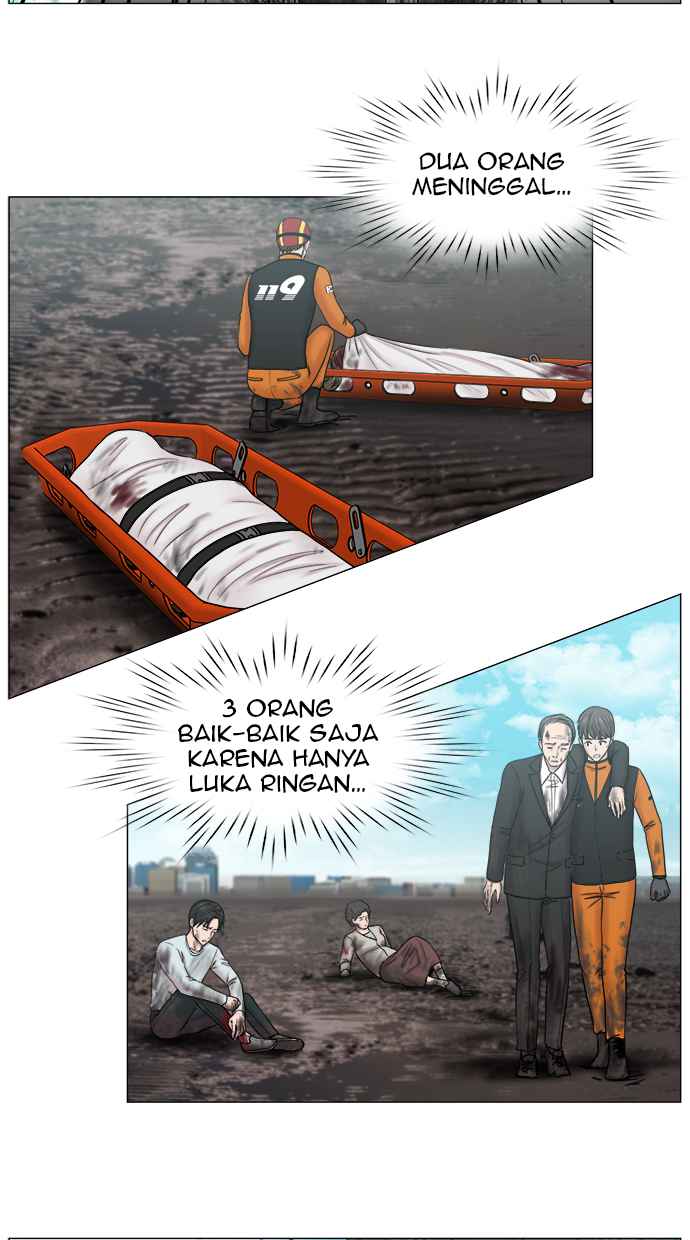 DUA ORANG
MENINGGAL...
119
3 ORANG
BAIK-BAIK SAJA
KARENA HANYA
LUKA RINGAN...